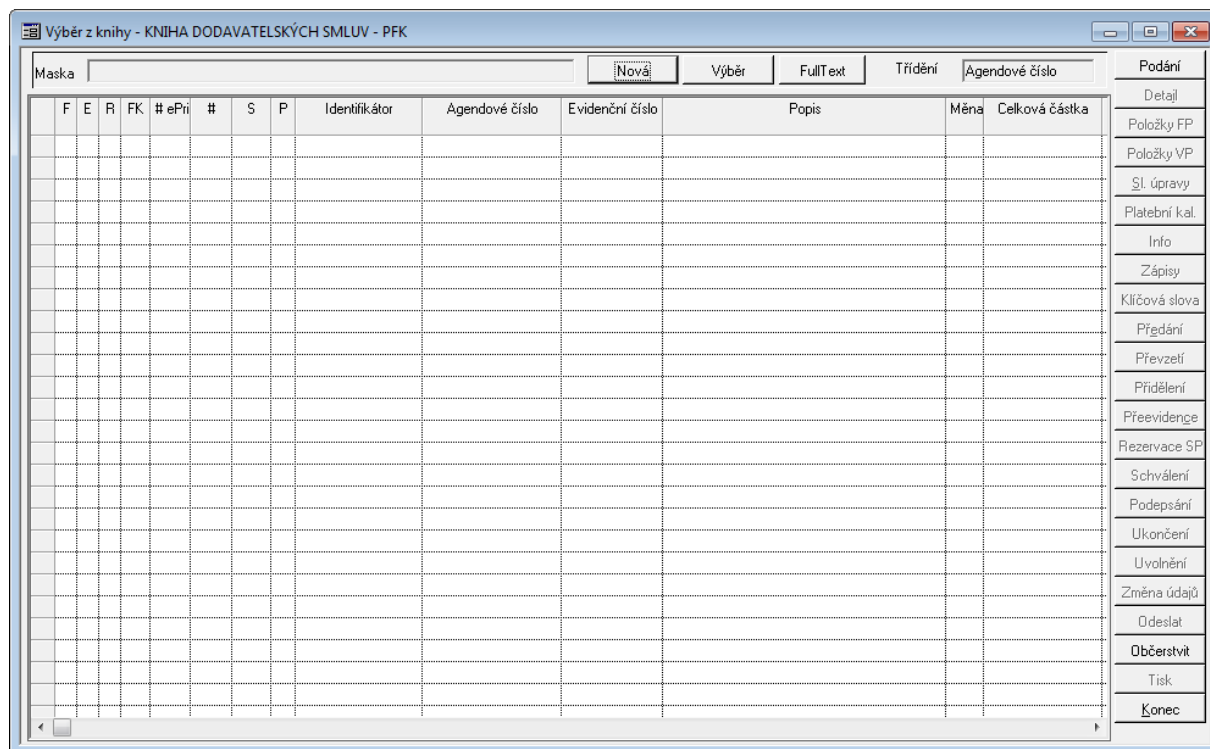 Výběr z knihy - KNIHA DODAVATELSKÝCH SMLUV - PFK
Maska Nová Výběr FullText Třídění Agendové číslo
F E R FK # ePri # S P Identifikátor Agendové číslo Evidenční číslo Popis Měna Celková částka
Podání
Detajl
Položky FP
Položky VP
Sl. úpravy
Platební kal.
Info
Zápisy
Klíčová slova
Předání
Převzetí
Přidělení
Přeevidence
Rezervace SP
Schválení
Podepsání
Ukončení
Uvolnění
Změna údajů
Odeslat
Občerstvit
Tisk
Konec